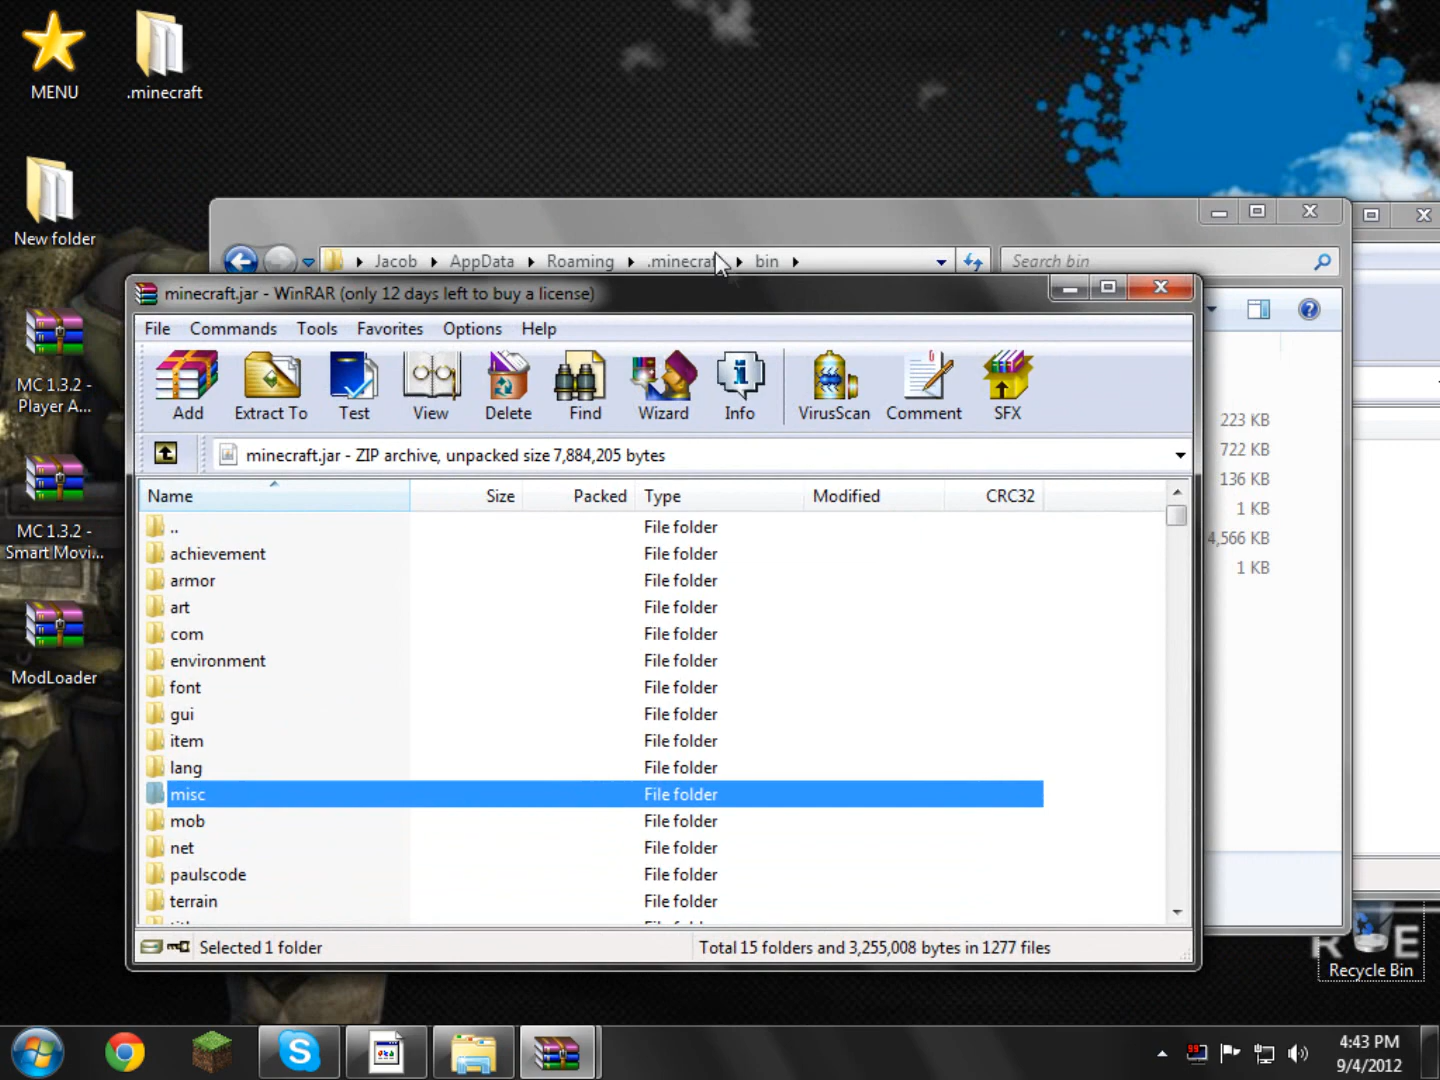 MENU
.minecraft
New folder
MC 1.3.2 -
Player A...
MC 1.3.2 -
Smart Movi...
ModLoader
Jacob
AppData
Roaming
.minecraft
bin
Search bin
minecraft.jar - WinRAR (only 12 days left to buy a license)
File Commands Tools Favorites Options Help
Add Extract To Test View Delete Find Wizard Info VirusScan Comment SFX
minecraft.jar - ZIP archive, unpacked size 7,884,205 bytes
Name Size Packed Type Modified CRC32
.. File folder
achievement File folder
armor File folder
art File folder
com File folder
environment File folder
font File folder
gui File folder
item File folder
lang File folder
misc File folder
mob File folder
net File folder
paulscode File folder
terrain File folder
223 KB
722 KB
136 KB
1 KB
4,566 KB
1 KB
Selected 1 folder
Total 15 folders and 3,255,008 bytes in 1277 files
Recycle Bin
99
4:43 PM
9/4/2012